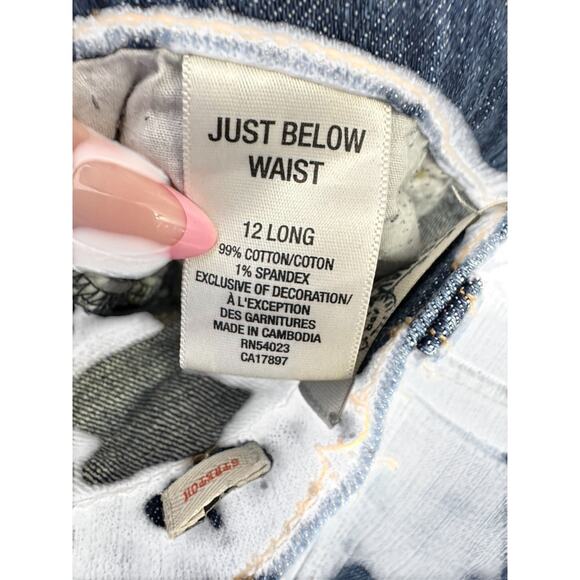 JUST BELOW
WAIST
12 LONG
99% COTTON/COTON
1% SPANDEX
EXCLUSIVE OF DECORATION/
À L'EXCEPTION
DES GARNITURES
MADE IN CAMBODIA
RN54023
CA17897
STRETCH